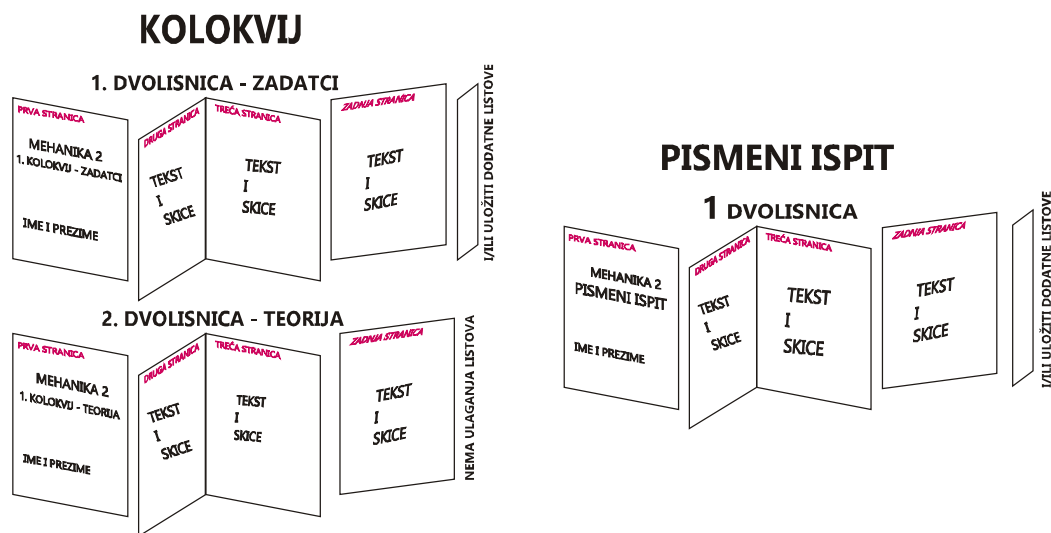 KOLOKVIJ
1. DVOLISNICA - ZADATCI
PRVA STRANICA
MEHANIKA 2
1. KOLOKVIJ - ZADATCI
IME I PREZIME
DRUGA STRANICA
TEKST
I
SKICE
TREĆA STRANICA
TEKST
I
SKICE
ZADNJA STRANICA
TEKST
I
SKICE
I/ILI ULOŽITI DODATNE LISTOVE
2. DVOLISNICA - TEORIJA
PRVA STRANICA
MEHANIKA 2
1. KOLOKVIJ - TEORIJA
IME I PREZIME
DRUGA STRANICA
TEKST
I
SKICE
TREĆA STRANICA
TEKST
I
SKICE
ZADNJA STRANICA
TEKST
I
SKICE
NEMA ULAGANJA LISTOVA
PISMENI ISPIT
1 DVOLISNICA
PRVA STRANICA
MEHANIKA 2
PISMENI ISPIT
IME I PREZIME
DRUGA STRANICA
TEKST
I
SKICE
TREĆA STRANICA
TEKST
I
SKICE
ZADNJA STRANICA
TEKST
I
SKICE
I/ILI ULOŽITI DODATNE LISTOVE